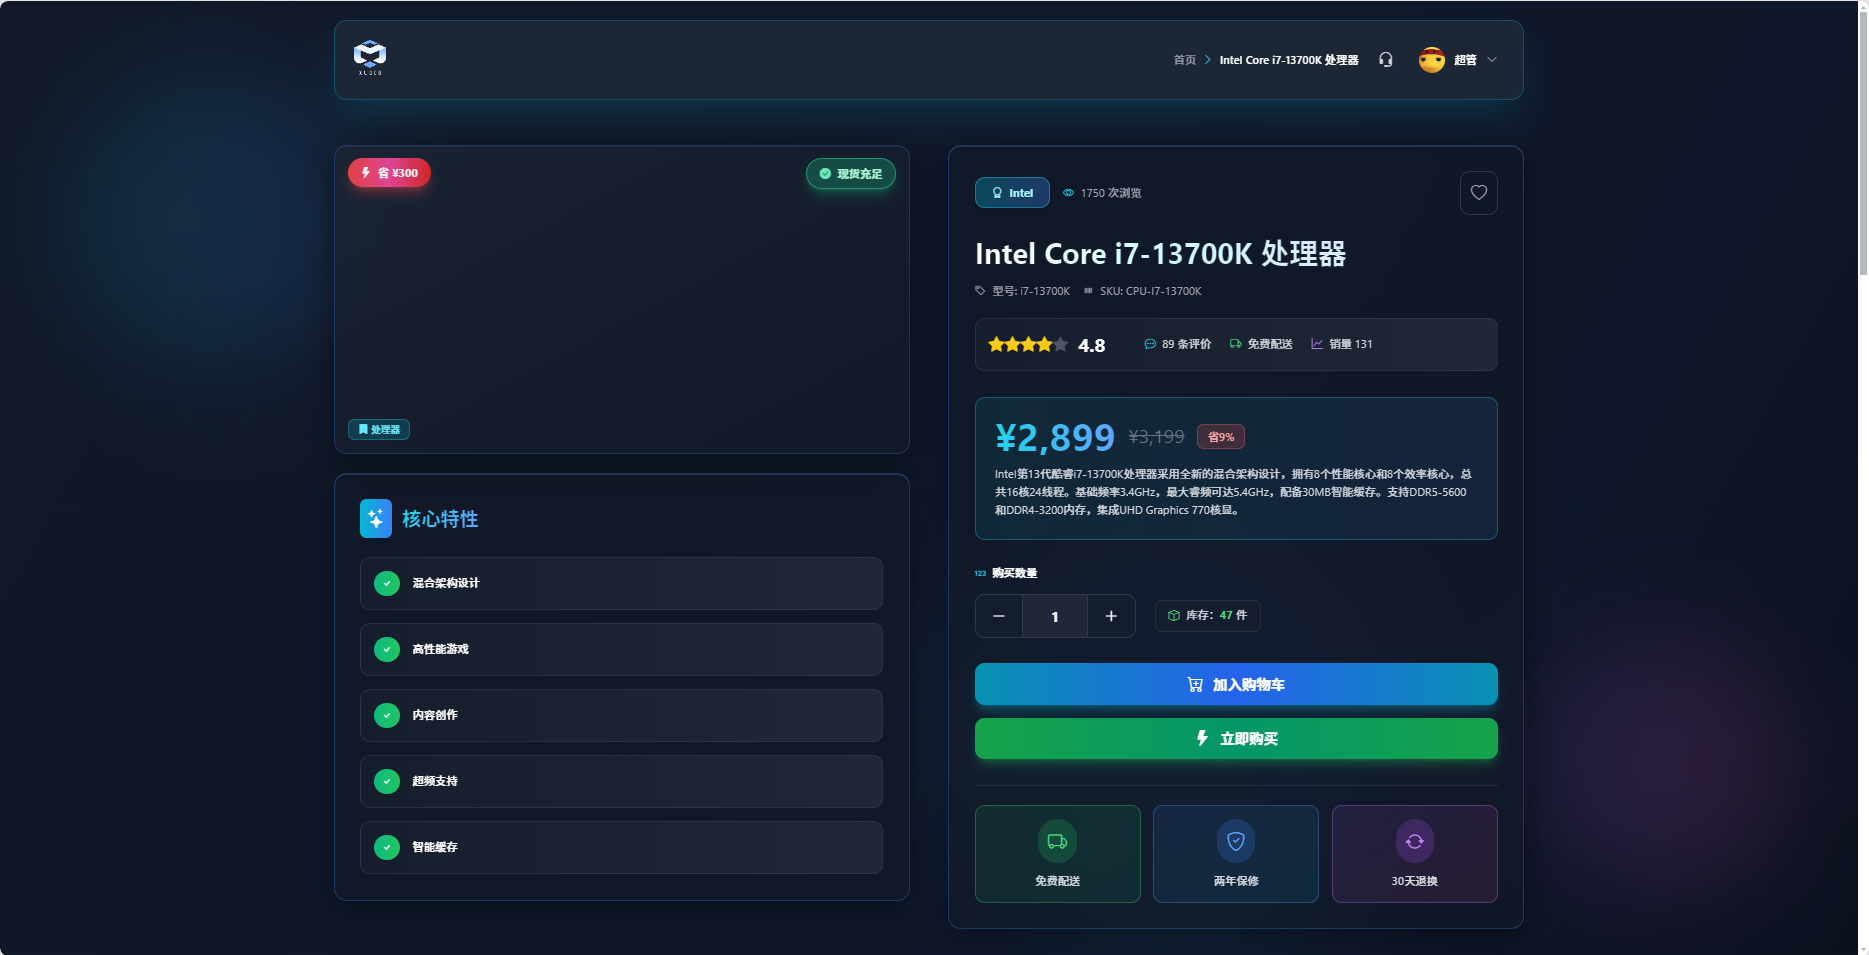 XLOCO
首页
Intel Core i7-13700K 处理器
超管
省 ¥300
现货充足
处理器
核心特性
混合架构设计
高性能游戏
内容创作
超频支持
智能缓存
Intel
1750 次浏览
Intel Core i7-13700K 处理器
型号: i7-13700K
SKU: CPU-I7-13700K
4.8
89 条评价
免费配送
销量 131
¥2,899
¥3,199
省9%
Intel第13代酷睿i7-13700K处理器采用全新的混合架构设计，拥有8个性能核心和8个效率核心，总
共16核24线程。基础频率3.4GHz，最大睿频可达5.4GHz，配备30MB智能缓存。支持DDR5-5600
和DDR4-3200内存，集成UHD Graphics 770核显。
123 购买数量
1
库存：47 件
加入购物车
立即购买
免费配送
两年保修
30天退换